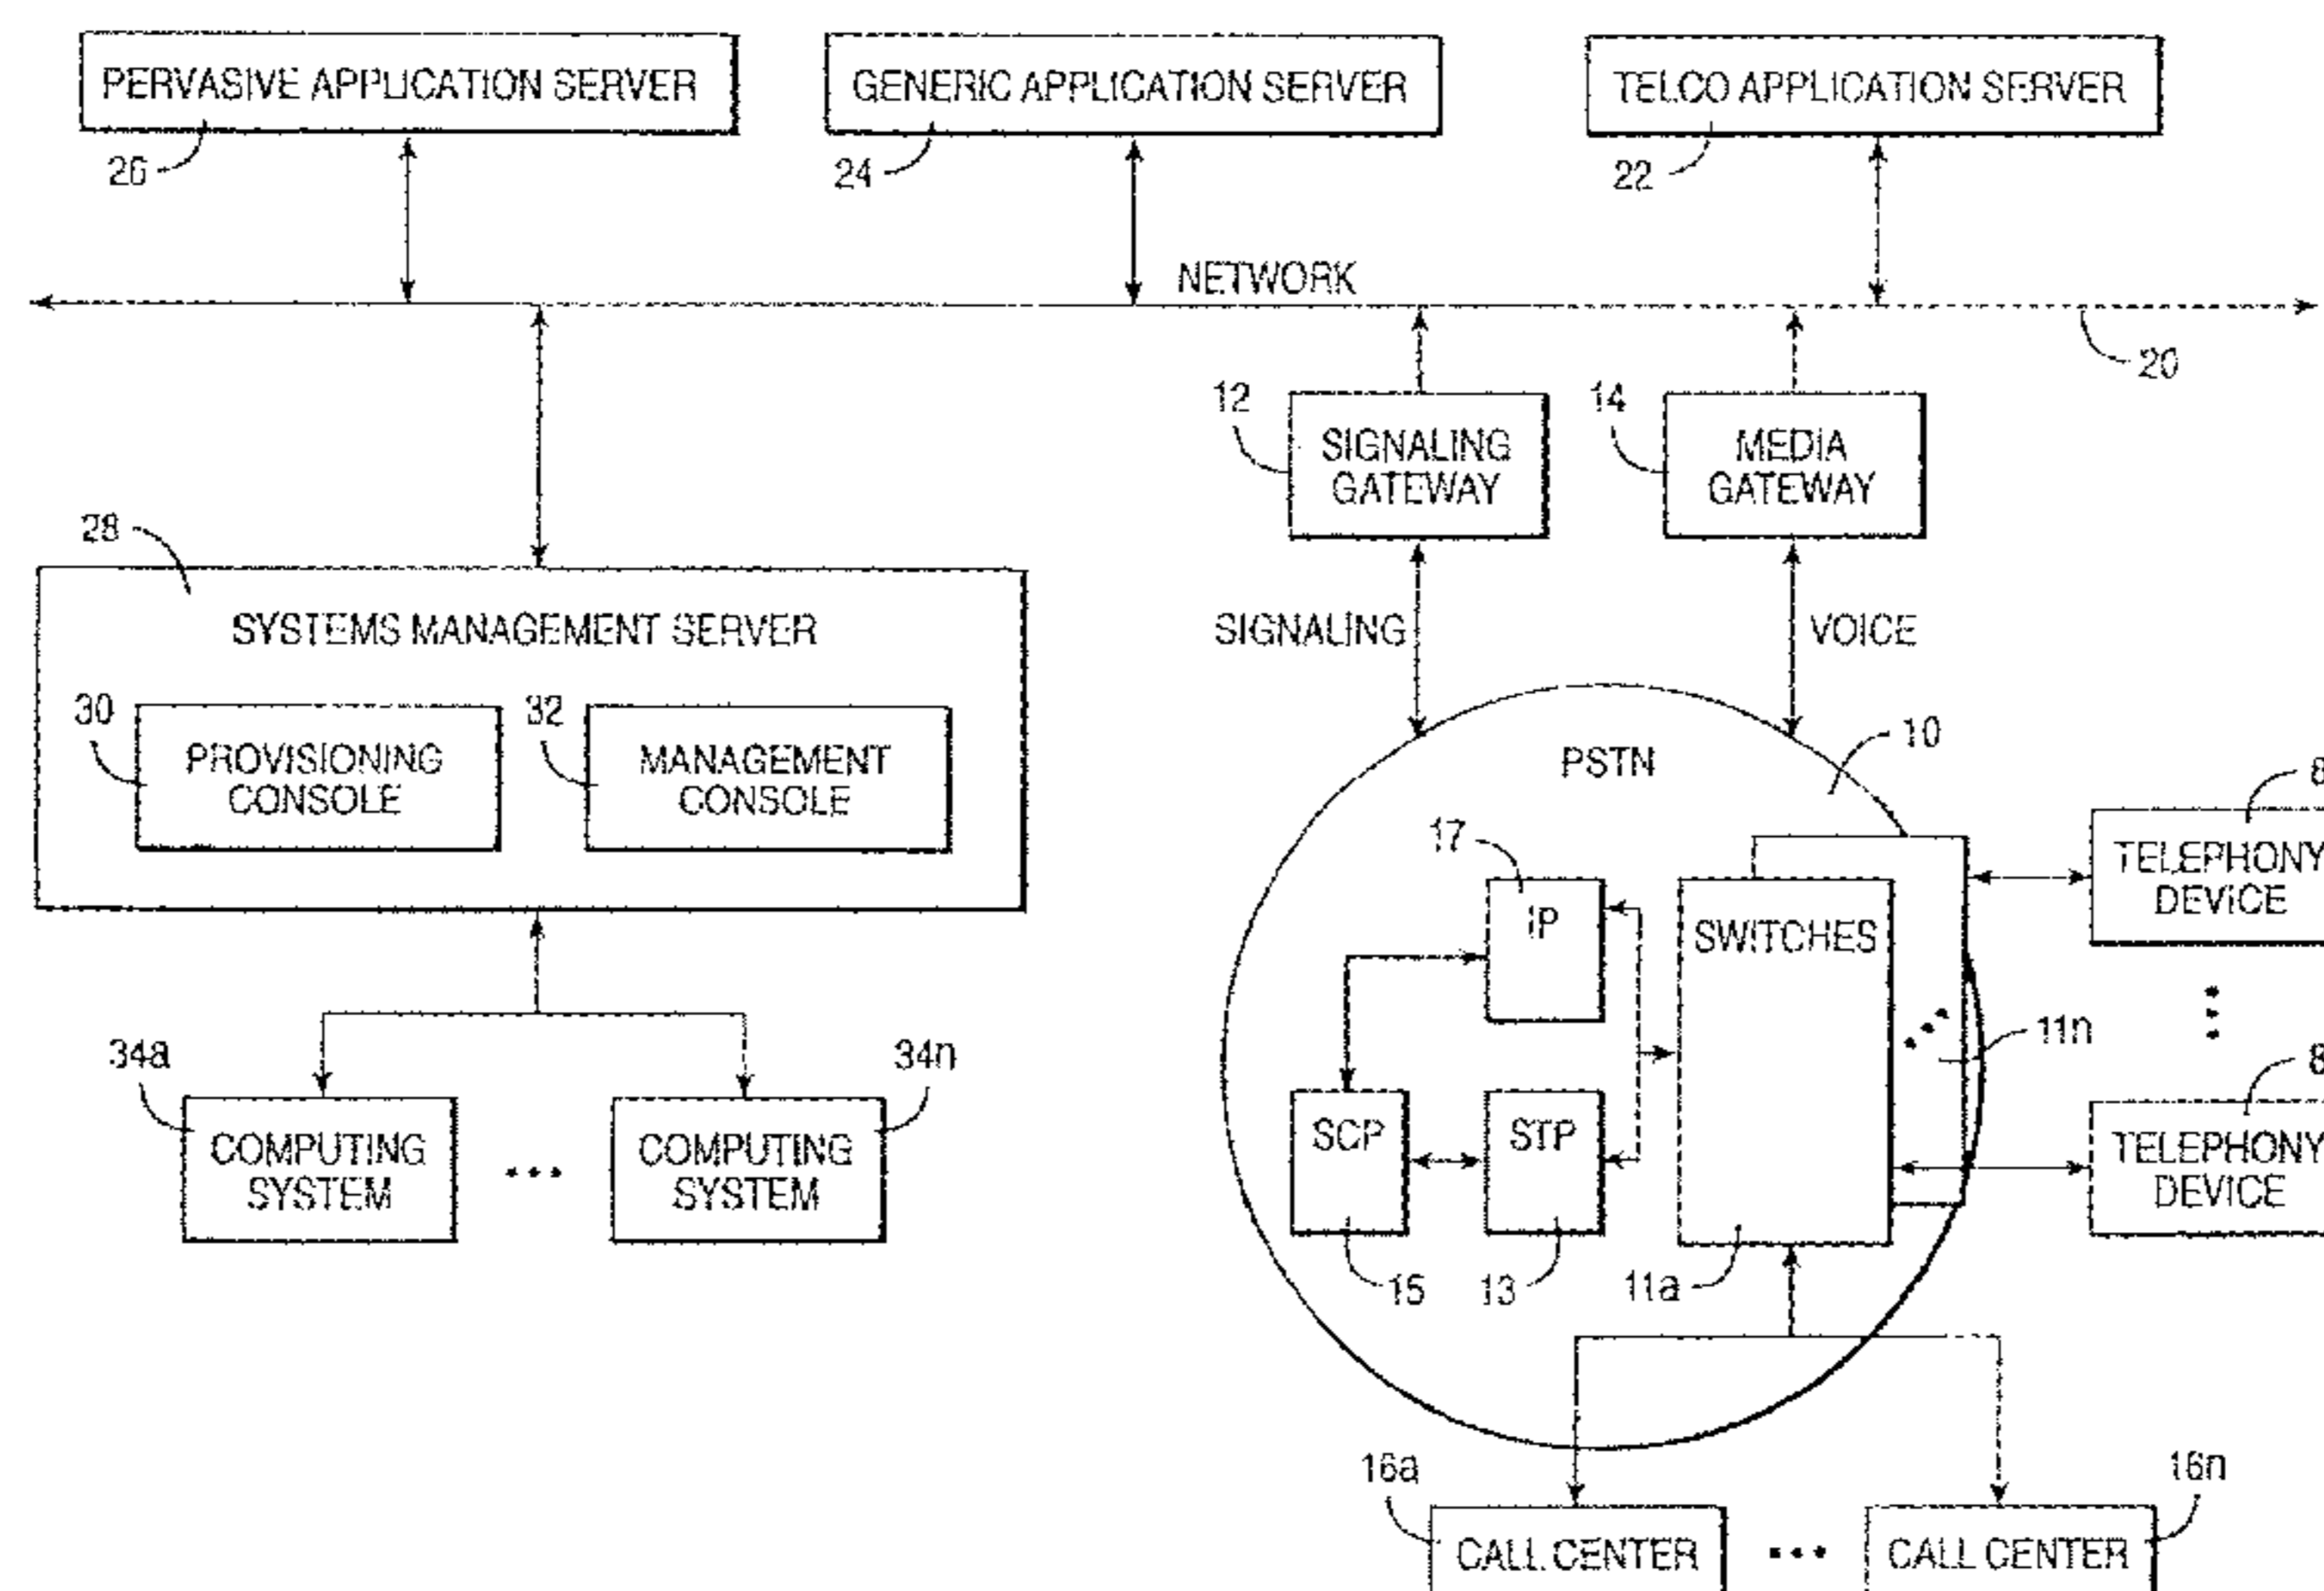 PERVASIVE APPLICATION SERVER
GENERIC APPLICATION SERVER
TELCO APPLICATION SERVER
26
24
22
NETWORK
20
12
SIGNALING
GATEWAY
14
MEDIA
GATEWAY
28
SYSTEMS MANAGEMENT SERVER
SIGNALING
VOICE
30
PROVISIONING
CONSOLE
32
MANAGEMENT
CONSOLE
PSTN
10
8
TELEPHONY
DEVICE
17
IP
SWITCHES
11n
34a
COMPUTING
SYSTEM
34n
COMPUTING
SYSTEM
SCP
STP
8
TELEPHONY
DEVICE
15
13
11a
16a
CALL CENTER
16n
CALL CENTER